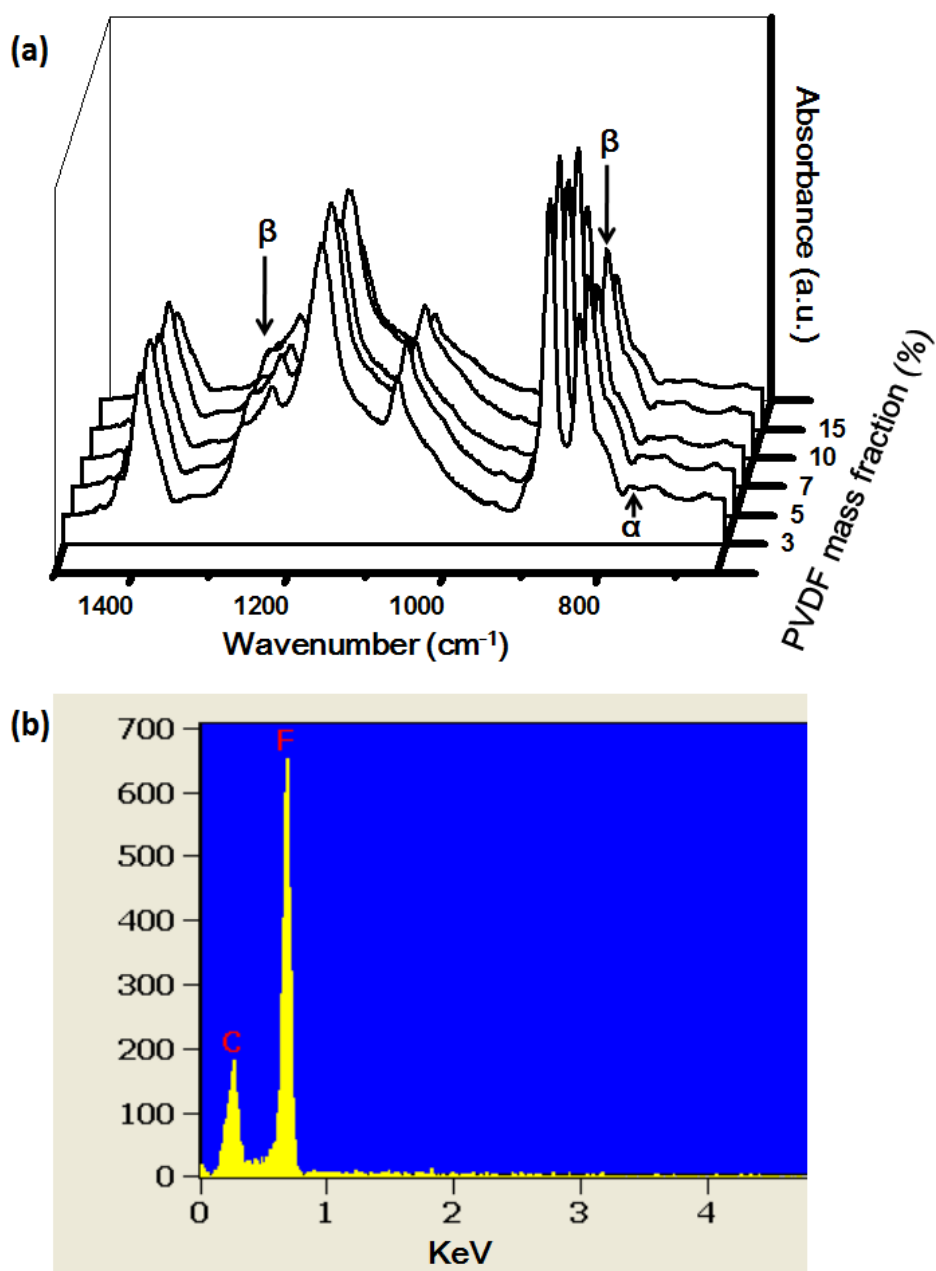 (a)
β
β
α
Absorbance (a.u.)
15
10
7
5
3
PVDF mass fraction (%)
1400 1200 1000 800
Wavenumber (cm⁻¹)
(b)
700
600
500
400
300
200
100
0
F
C
0 1 2 3 4
KeV